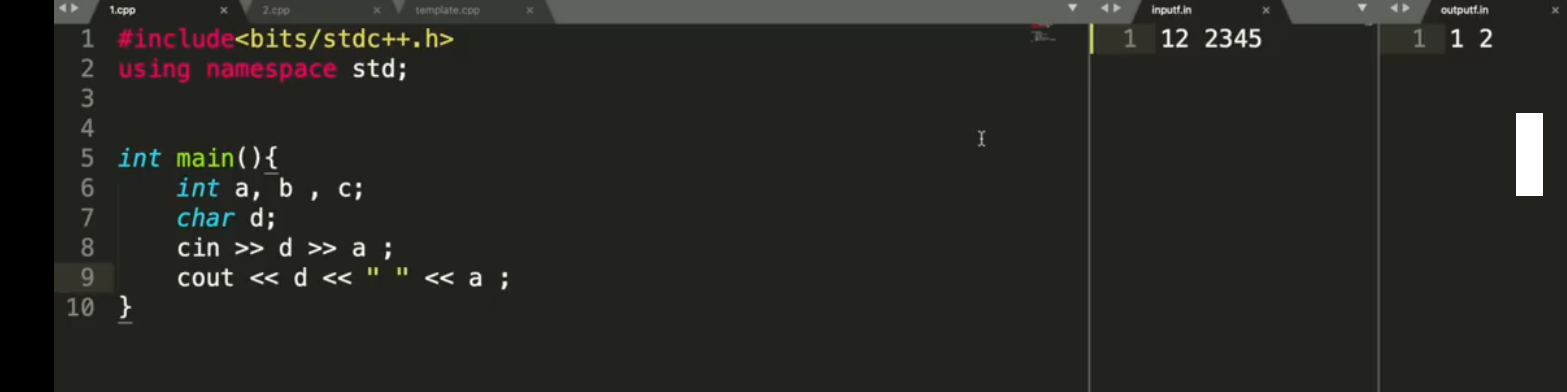 1.cpp × 2.cpp × template.cpp ×
1 #include<bits/stdc++.h>
2 using namespace std;
3
4
5 int main(){
6 int a, b , c;
7 char d;
8 cin >> d >> a ;
9 cout << d << " " << a ;
10 }
inputf.in ×
1 12 2345
outputf.in ×
1 1 2